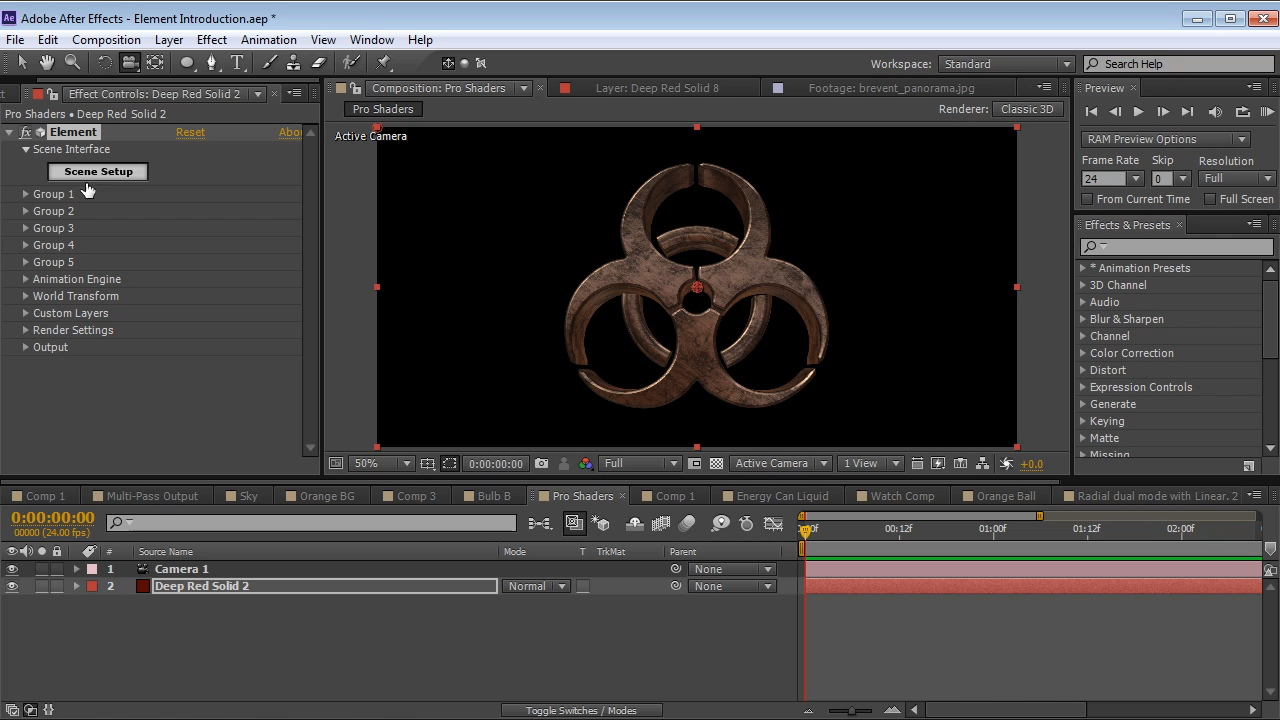 Ae Adobe After Effects - Element Introduction.aep *
File Edit Composition Layer Effect Animation View Window Help
T
Workspace: Standard Search Help
Effect Controls: Deep Red Solid 2
Pro Shaders • Deep Red Solid 2
fx Element Reset Abo
Scene Interface
Scene Setup
Group 1
Group 2
Group 3
Group 4
Group 5
Animation Engine
World Transform
Custom Layers
Render Settings
Output
Composition: Pro Shaders Layer: Deep Red Solid 8 Footage: brevent_panorama.jpg
Pro Shaders Renderer: Classic 3D
Active Camera
50% 0:00:00:00 Full Active Camera 1 View +0.0
Preview
RAM Preview Options
Frame Rate Skip Resolution
24 0 Full
From Current Time Full Screen
Effects & Presets
* Animation Presets
3D Channel
Audio
Blur & Sharpen
Channel
Color Correction
Distort
Expression Controls
Generate
Keying
Matte
Missing
Comp 1 Multi-Pass Output Sky Orange BG Comp 3 Bulb B Pro Shaders Comp 1 Energy Can Liquid Watch Comp Orange Ball Radial dual mode with Linear. 2
0:00:00:00
00000 (24.00 fps)
00:12f 01:00f 01:12f 02:00f
# Source Name Mode T TrkMat Parent
1 Camera 1 None
2 Deep Red Solid 2 Normal None
Toggle Switches / Modes